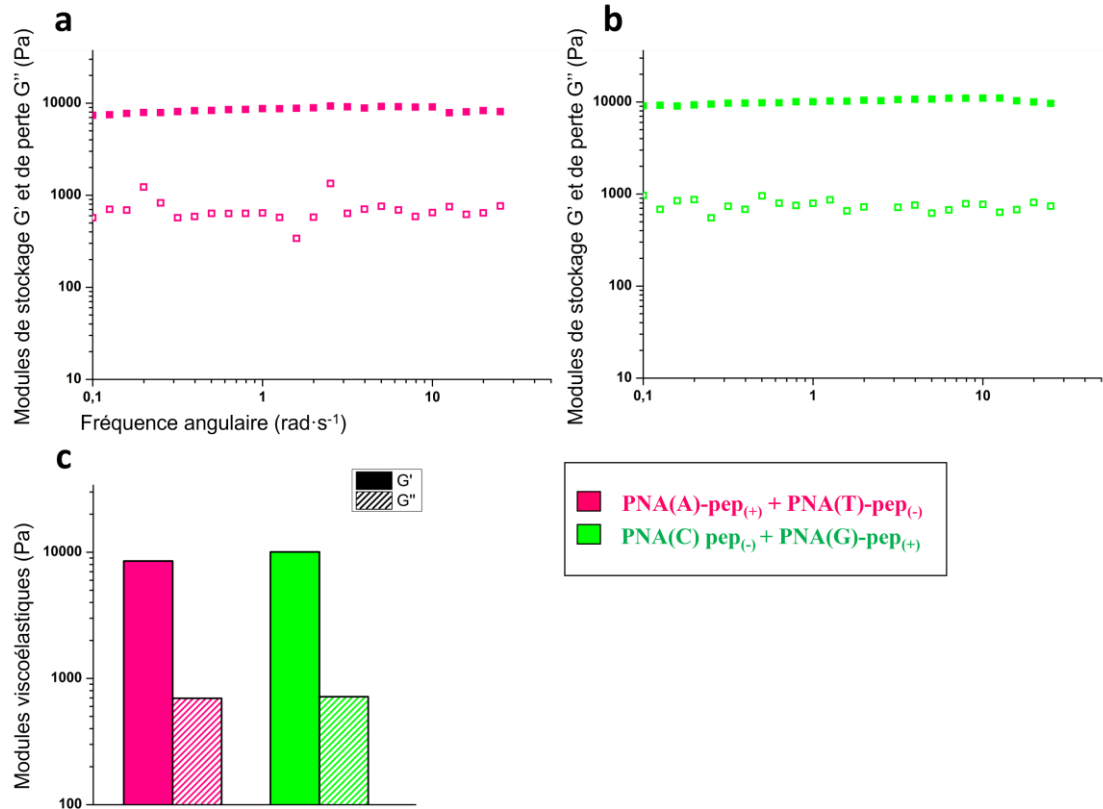 a
Modules de stockage G' et de perte G'' (Pa)
10000
1000
100
10
0,1
1
10
Fréquence angulaire (rad·s-1)
b
Modules de stockage G' et de perte G'' (Pa)
10000
1000
100
10
0,1
1
10
c
Modules viscoélastiques (Pa)
10000
1000
100
G'
G"
PNA(A)-pep(+) + PNA(T)-pep(-)
PNA(C) pep(-) + PNA(G)-pep(+)